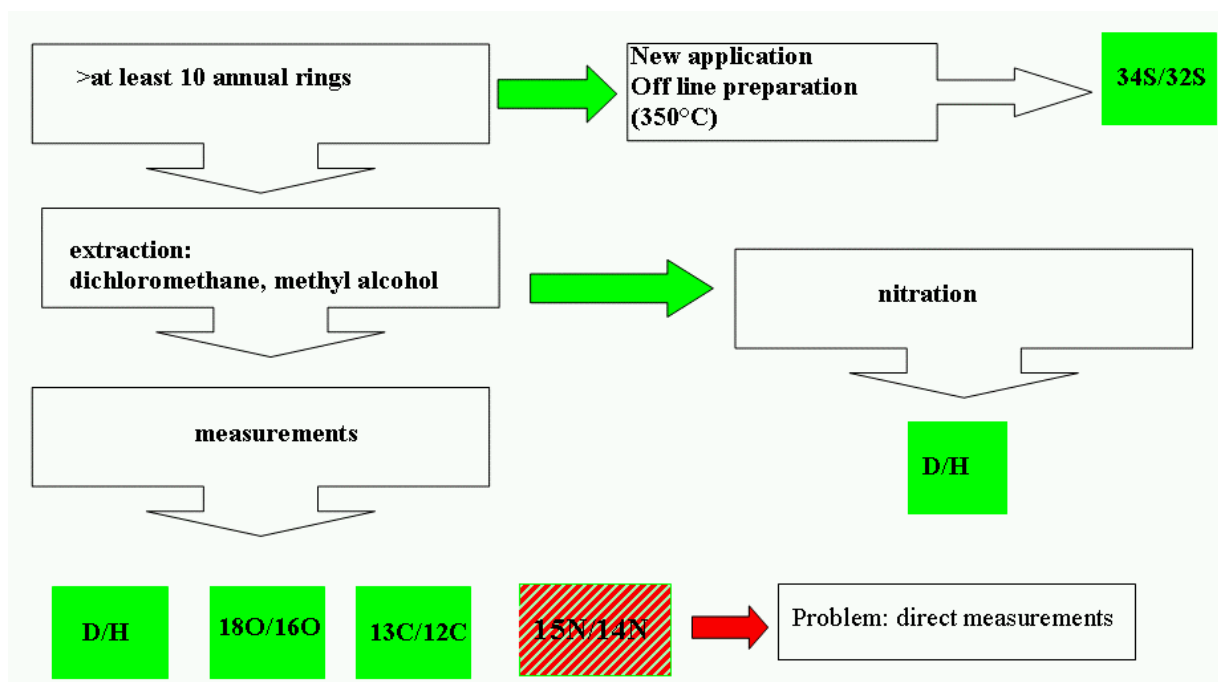 >at least 10 annual rings
New application
Off line preparation
(350°C)
34S/32S
extraction:
dichloromethane, methyl alcohol
nitration
measurements
D/H
D/H
18O/16O
13C/12C
15N/14N
Problem: direct measurements